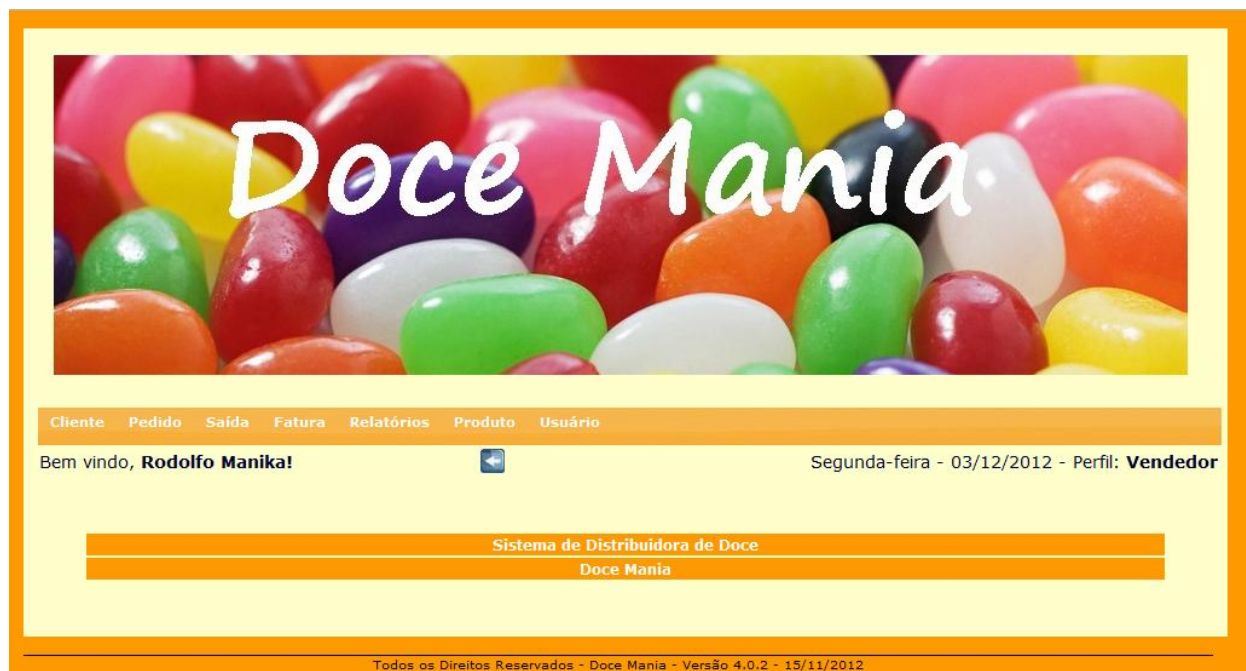 Doce Mania
Cliente Pedido Saída Fatura Relatórios Produto Usuário
Bem vindo, Rodolfo Manika! Segunda-feira - 03/12/2012 - Perfil: Vendedor
Sistema de Distribuidora de Doce
Doce Mania
Todos os Direitos Reservados - Doce Mania - Versão 4.0.2 - 15/11/2012